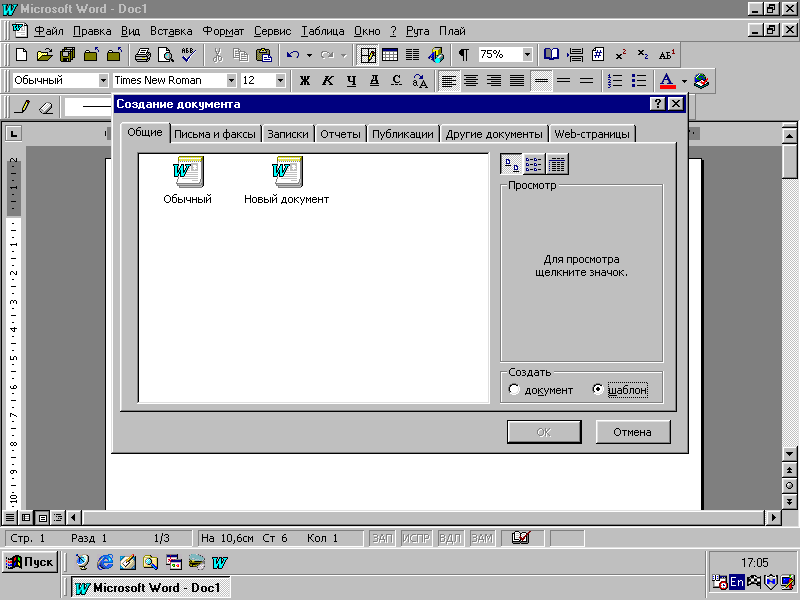 Microsoft Word - Doc1
Файл Правка Вид Вставка Формат Сервис Таблица Окно ? Рута Плай
75%
Обычный Times New Roman 12 Ж К Ч
Создание документа
Общие Письма и факсы Записки Отчеты Публикации Другие документы Web-страницы
Обычный Новый документ
Просмотр
Для просмотра
щелкните значок.
Создать
документ шаблон
ОК Отмена
Стр. 1 Разд 1 1/3 На 10,6см Ст 6 Кол 1 ЗАП ИСПР ВДЛ ЗАМ
Пуск
17:05
En
Microsoft Word - Doc1